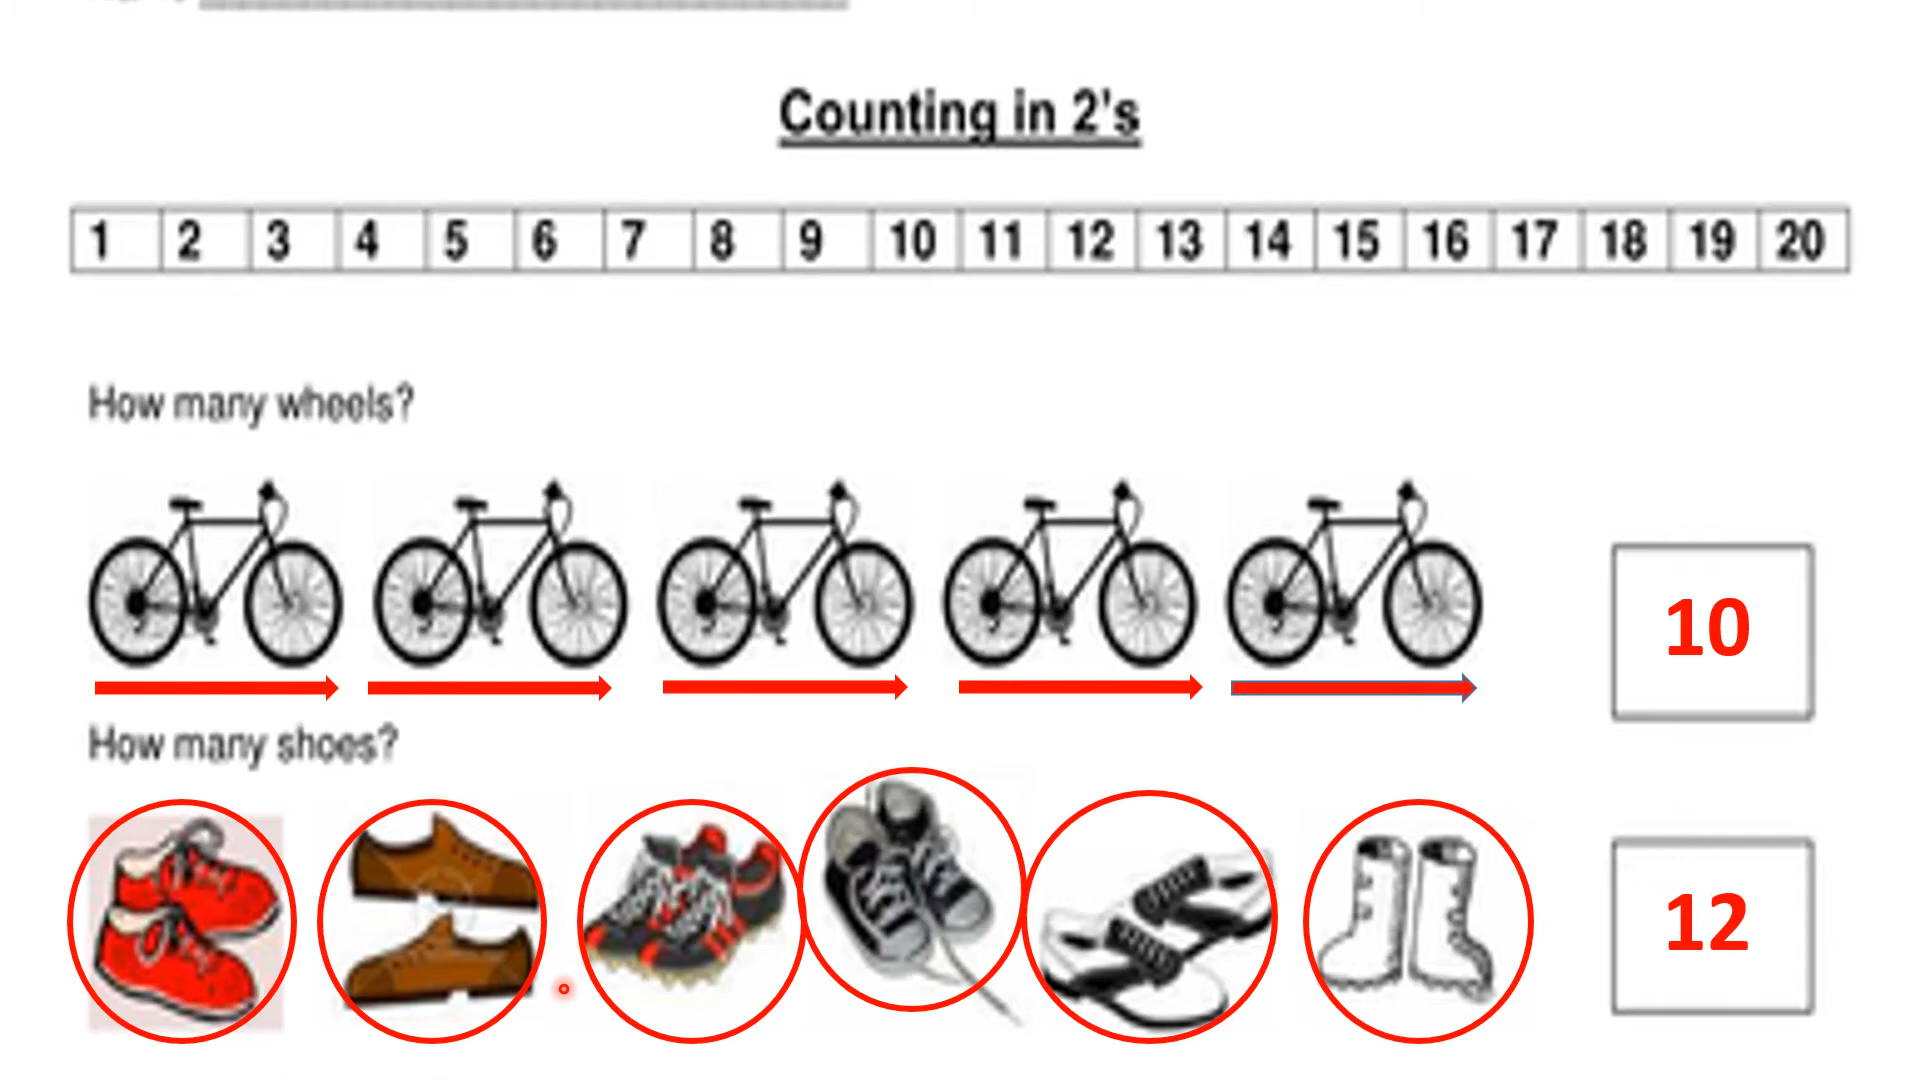 Counting in 2's
1 2 3 4 5 6 7 8 9 10 11 12 13 14 15 16 17 18 19 20
How many wheels?
10
How many shoes?
12